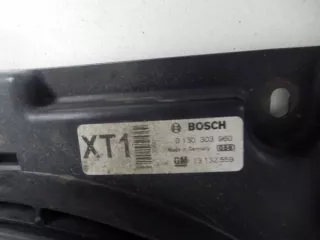 XT1
BOSCH
0 130 303 960
Made in Germany
GM 13 132 559